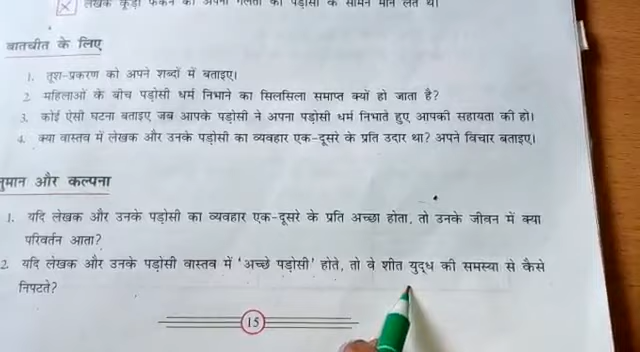 लेखक कूड़ा फेंकने की अपनी गलती को पड़ोसी के सामने मान लेते थे।
बातचीत के लिए
1. तूश-प्रकरण को अपने शब्दों में बताइए।
2 महिलाओं के बीच पड़ोसी धर्म निभाने का सिलसिला समाप्त क्यों हो जाता है?
3. कोई ऐसी घटना बताइए जब आपके पड़ोसी ने अपना पड़ोसी धर्म निभाते हुए आपकी सहायता की हो।
4. क्या वास्तव में लेखक और उनके पड़ोसी का व्यवहार एक-दूसरे के प्रति उदार था? अपने विचार बताइए।
नुमान और कल्पना
1. यदि लेखक और उनके पड़ोसी का व्यवहार एक-दूसरे के प्रति अच्छा होता, तो उनके जीवन में क्या
परिवर्तन आता?
2. यदि लेखक और उनके पड़ोसी वास्तव में 'अच्छे पड़ोसी' होते, तो वे शीत युद्ध की समस्या से कैसे
निपटते?
15